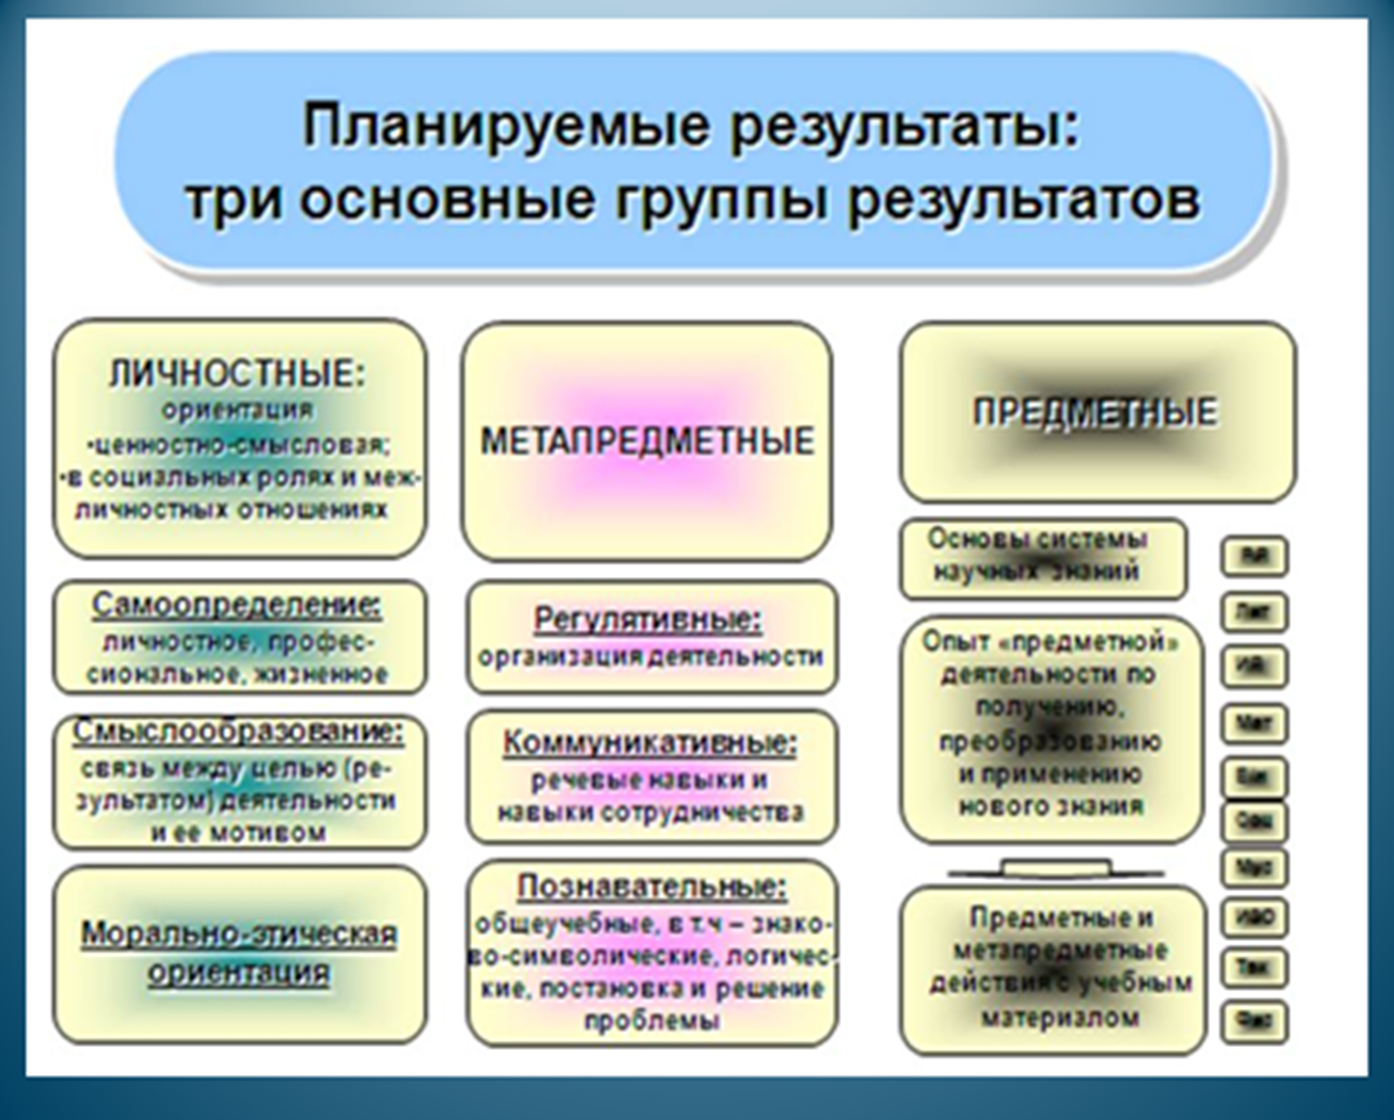 Планируемые результаты:
три основные группы результатов
ЛИЧНОСТНЫЕ:
ориентация
•ценностно-смысловая;
•в социальных ролях и меж-
личностных отношениях
Самоопределение:
личностное, профес-
сиональное, жизненное
Смыслообразование:
связь между целью (ре-
зультатом) деятельности
и ее мотивом
Морально-этическая
ориентация
МЕТАПРЕДМЕТНЫЕ
Регулятивные:
организация деятельности
Коммуникативные:
речевые навыки и
навыки сотрудничества
Познавательные:
общеучебные, в т.ч – знако-
во-символические, логичес-
кие, постановка и решение
проблемы
ПРЕДМЕТНЫЕ
Основы системы
научных знаний
Опыт «предметной»
деятельности по
получению,
преобразованию
и применению
нового знания
Предметные и
метапредметные
действия с учебным
материалом
Лит
Мат